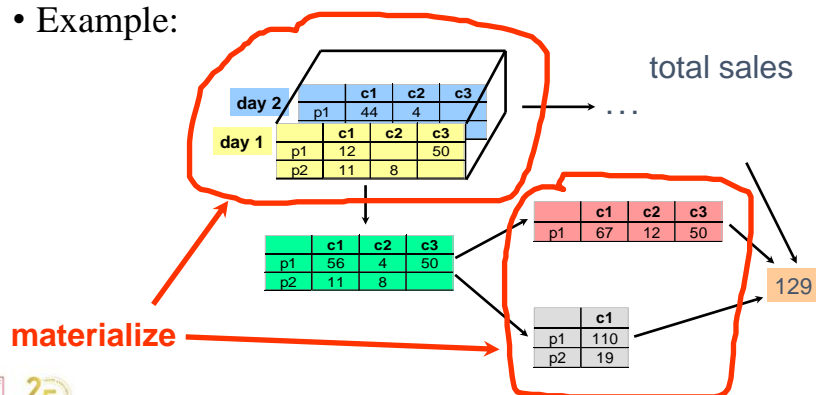 • Example:
total sales
day 2
c1 c2 c3
p1 44 4
...
day 1
c1 c2 c3
p1 12 50
p2 11 8
c1 c2 c3
p1 67 12 50
c1 c2 c3
p1 56 4 50
p2 11 8
129
c1
p1 110
p2 19
materialize